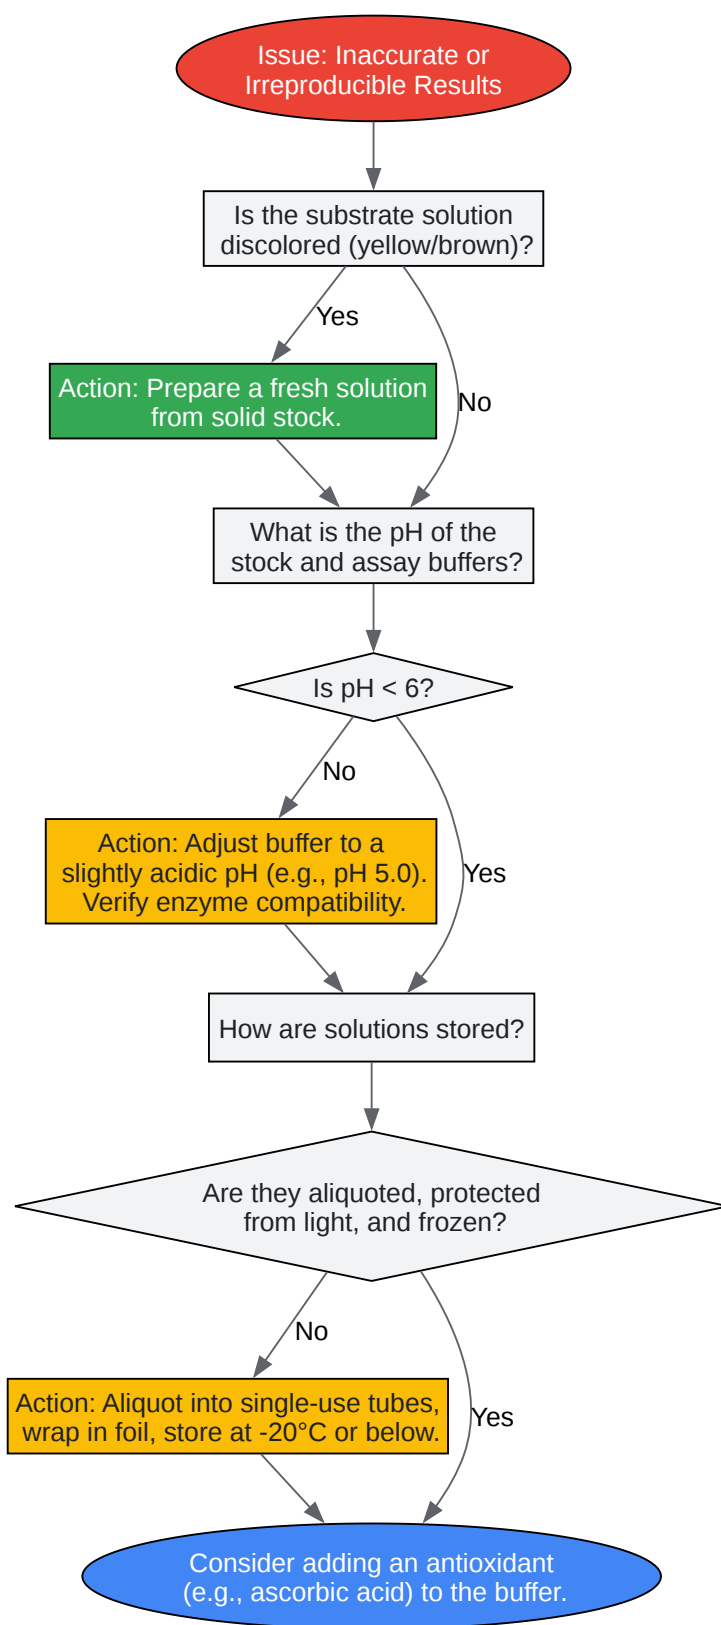 Issue: Inaccurate or
Irreproducible Results
Is the substrate solution
discolored (yellow/brown)?
Yes
Action: Prepare a fresh solution
from solid stock.
No
What is the pH of the
stock and assay buffers?
Is pH < 6?
No
Action: Adjust buffer to a
slightly acidic pH (e.g., pH 5.0).
Verify enzyme compatibility.
Yes
How are solutions stored?
Are they aliquoted, protected
from light, and frozen?
No
Action: Aliquot into single-use tubes,
wrap in foil, store at -20°C or below.
Yes
Consider adding an antioxidant
(e.g., ascorbic acid) to the buffer.